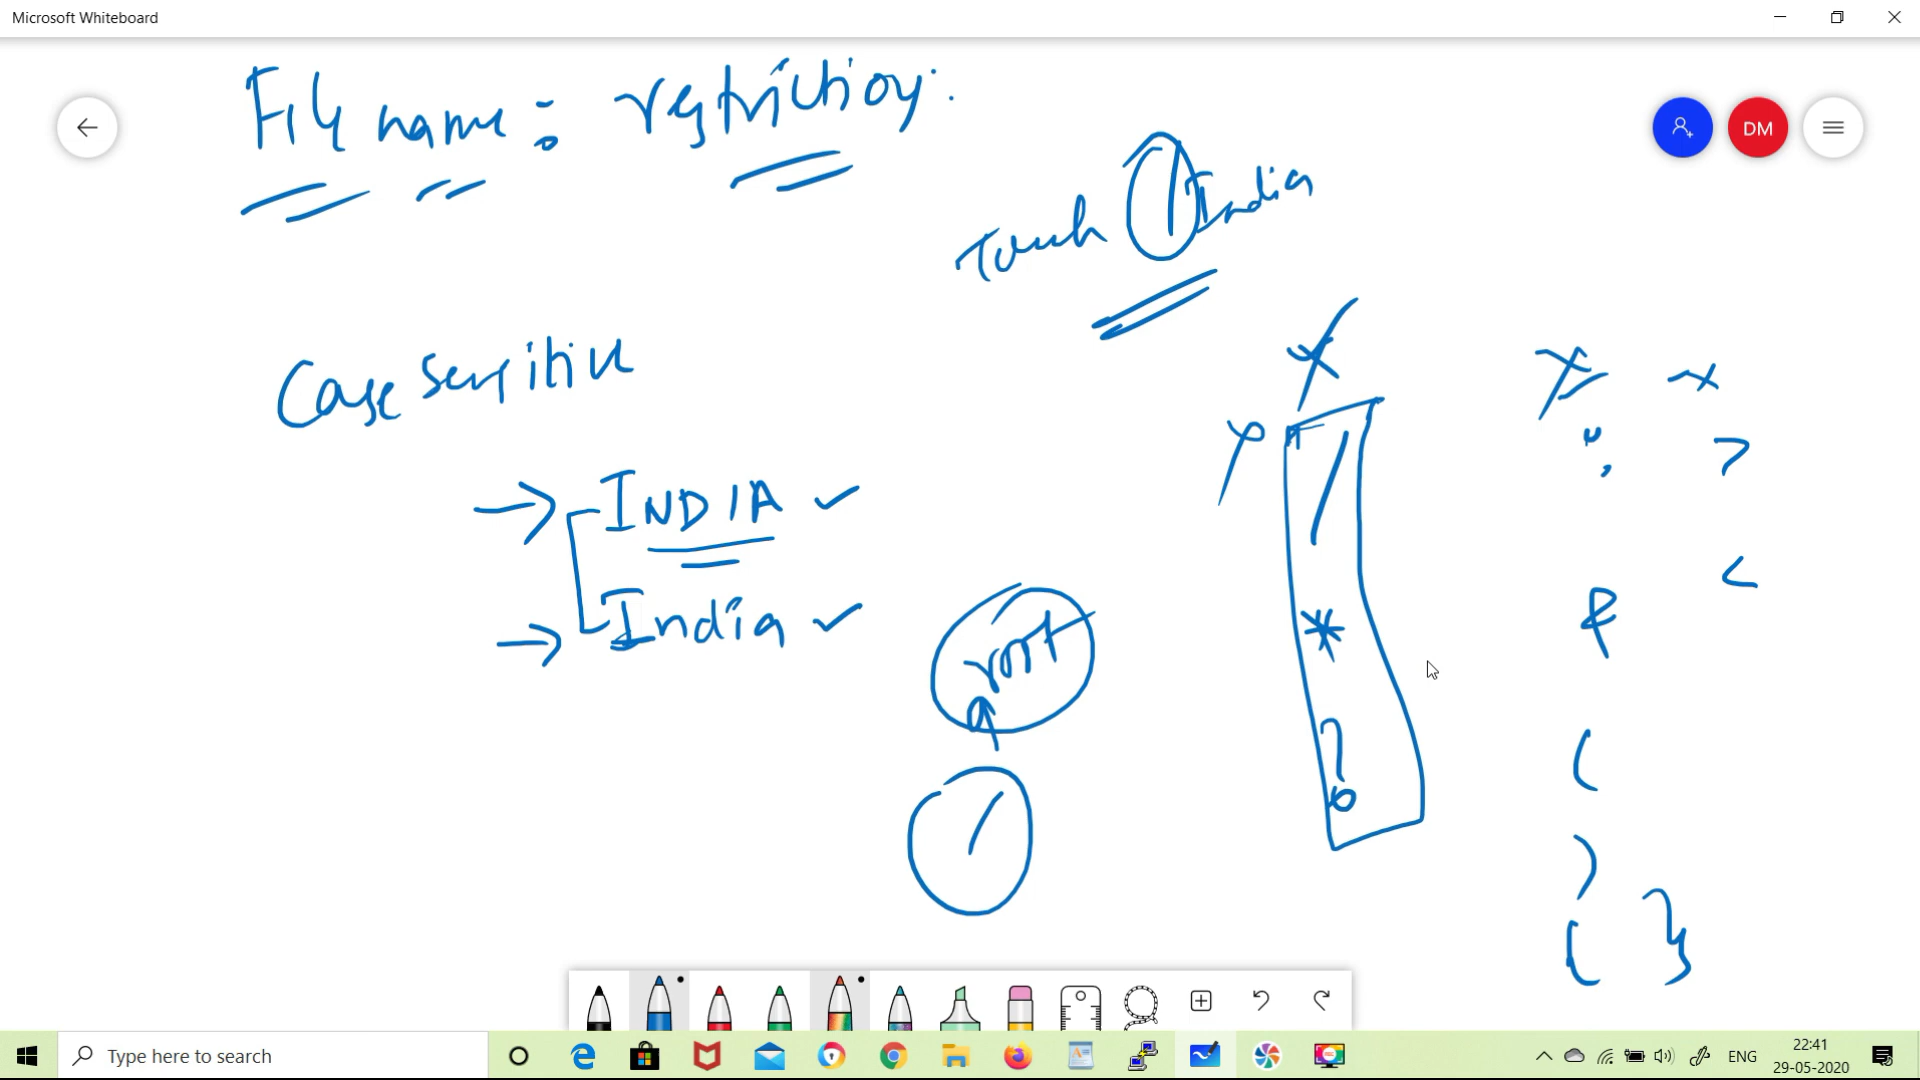 Microsoft Whiteboard
File name: restriction.
DM
Touch /India
Case Sensitive
INDIA ✓
India ✓
root
/
/
*
?
;
>
<
&
(
)
{ }
Type here to search
ENG
22:41
29-05-2020